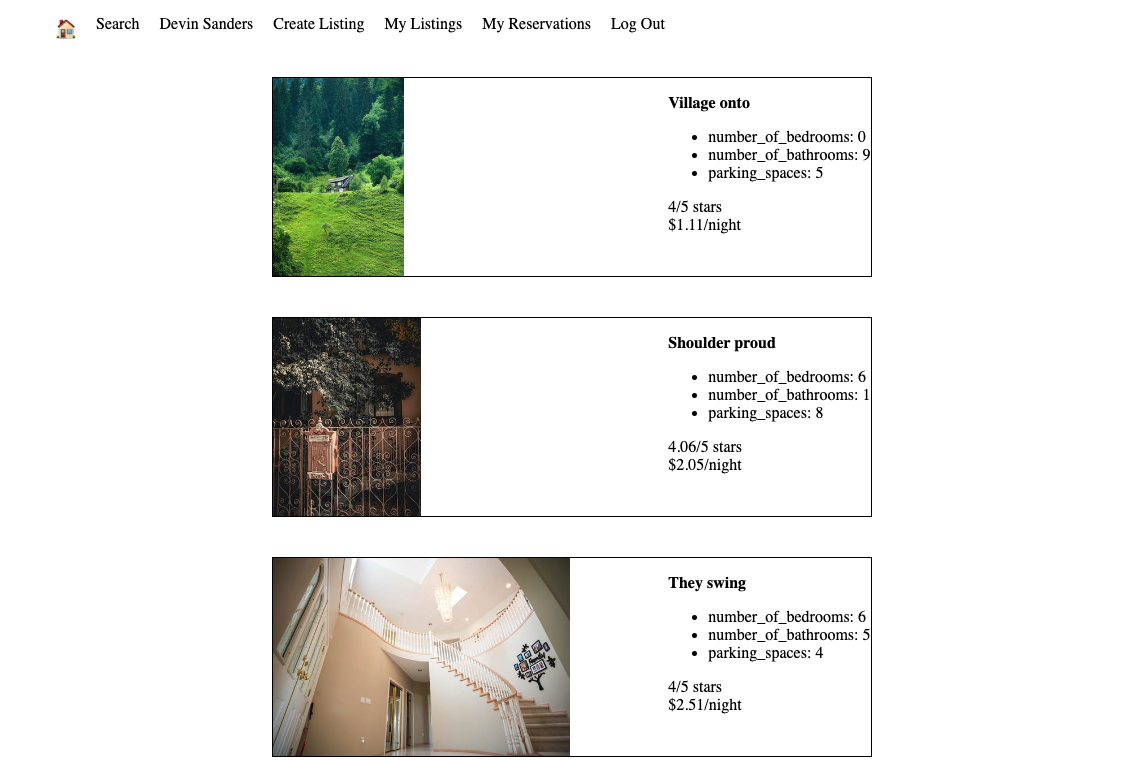 Search Devin Sanders Create Listing My Listings My Reservations Log Out
Village onto
number_of_bedrooms: 0
number_of_bathrooms: 9
parking_spaces: 5
4/5 stars
$1.11/night
Shoulder proud
number_of_bedrooms: 6
number_of_bathrooms: 1
parking_spaces: 8
4.06/5 stars
$2.05/night
They swing
number_of_bedrooms: 6
number_of_bathrooms: 5
parking_spaces: 4
4/5 stars
$2.51/night